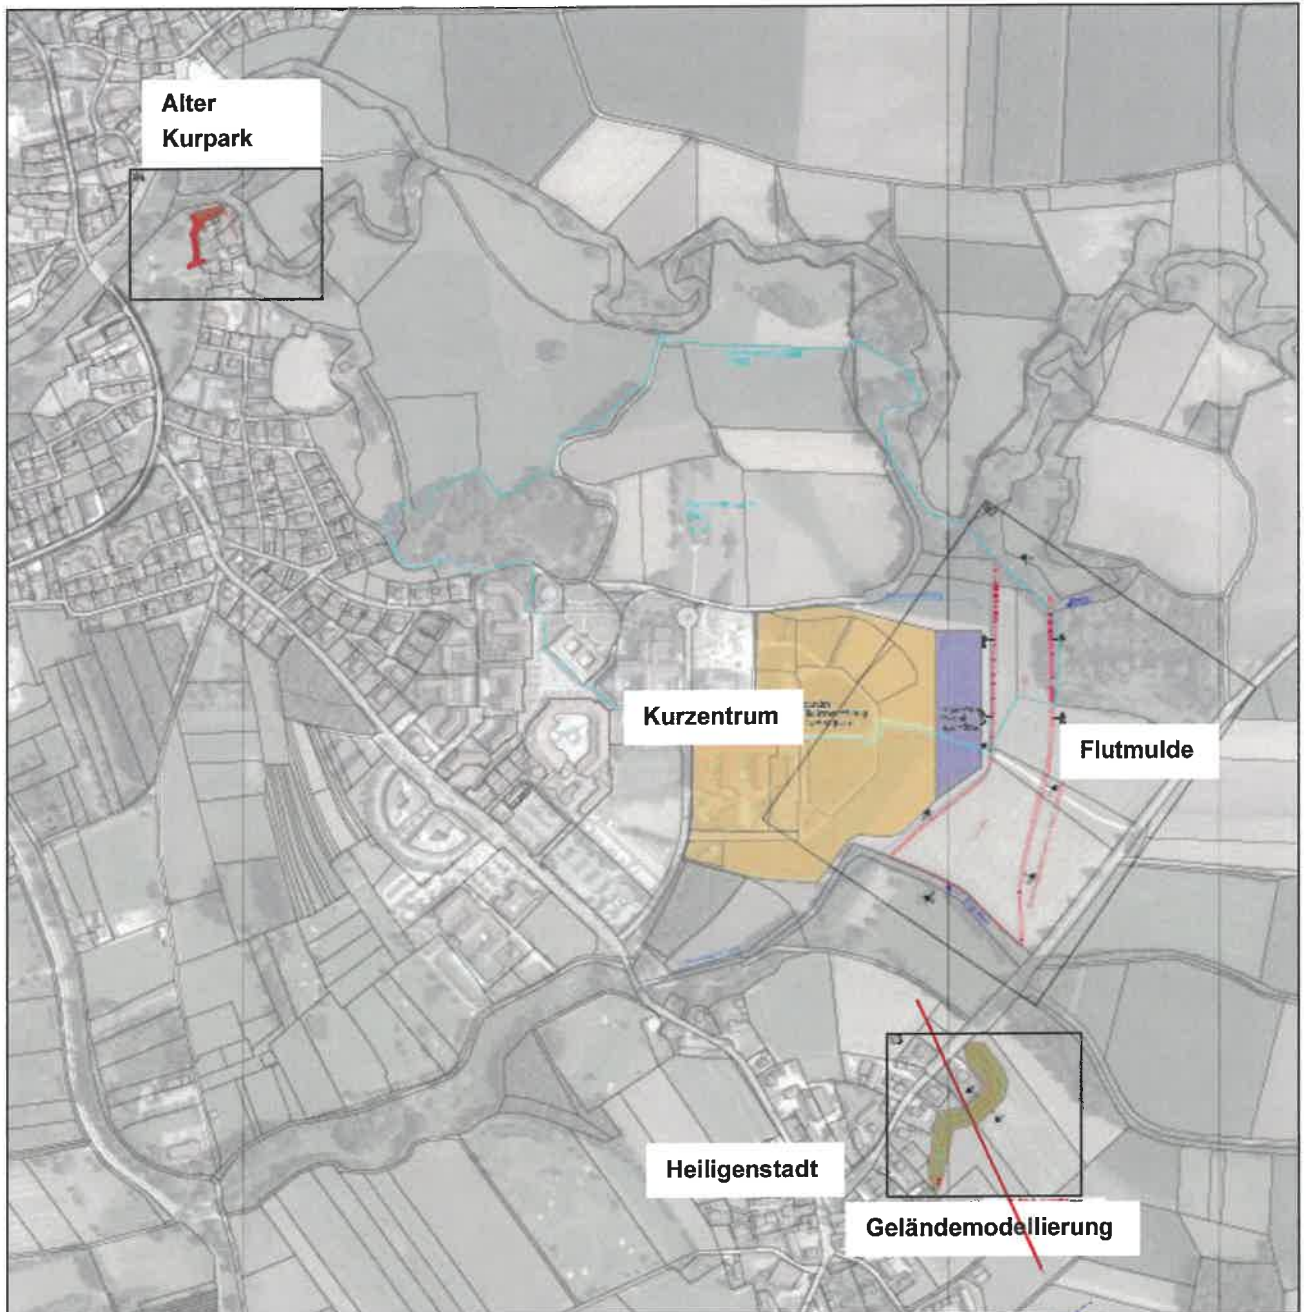 Alter
Kurpark
Kurzentrum
Flutmulde
Heiligenstadt
Geländemodellierung